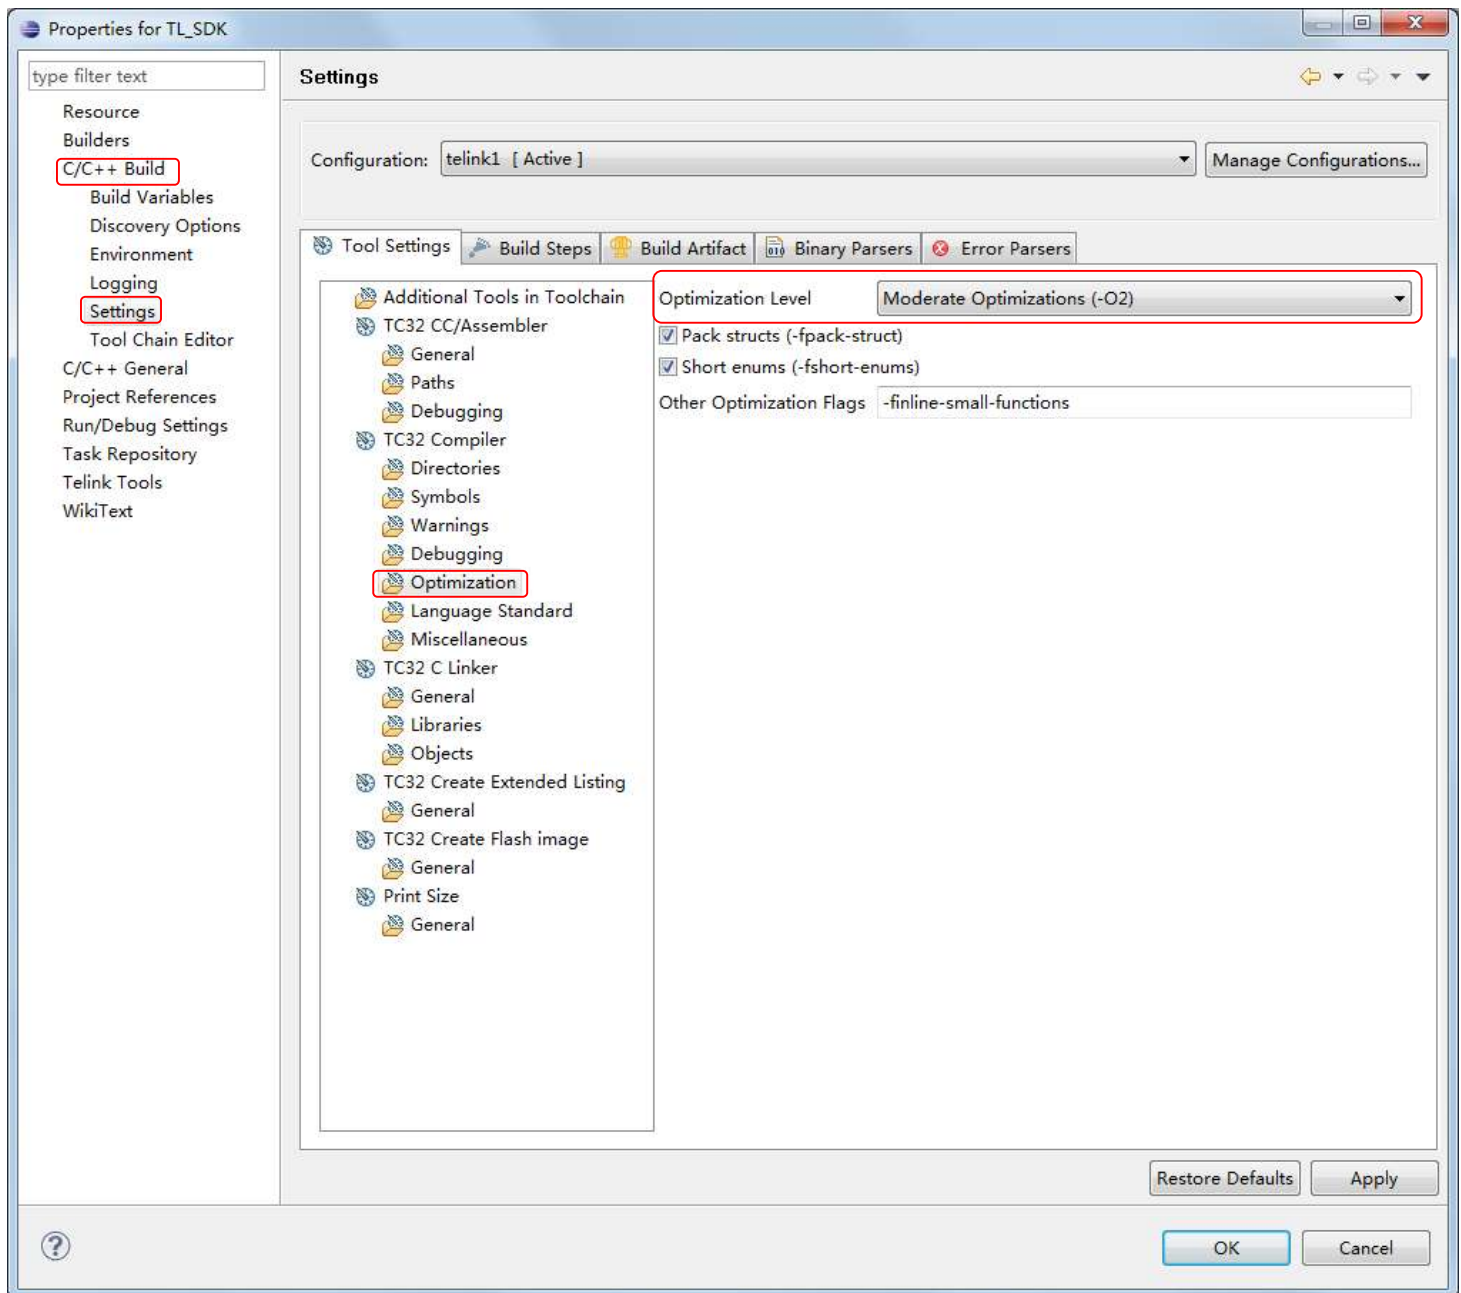 Properties for TL_SDK
type filter text
Resource
Builders
C/C++ Build
Build Variables
Discovery Options
Environment
Logging
Settings
Tool Chain Editor
C/C++ General
Project References
Run/Debug Settings
Task Repository
Telink Tools
WikiText
Settings
Configuration: telink1 [ Active ] Manage Configurations...
Tool Settings Build Steps Build Artifact Binary Parsers Error Parsers
Additional Tools in Toolchain
TC32 CC/Assembler
General
Paths
Debugging
TC32 Compiler
Directories
Symbols
Warnings
Debugging
Optimization
Language Standard
Miscellaneous
TC32 C Linker
General
Libraries
Objects
TC32 Create Extended Listing
General
TC32 Create Flash image
General
Print Size
General
Optimization Level Moderate Optimizations (-O2)
Pack structs (-fpack-struct)
Short enums (-fshort-enums)
Other Optimization Flags -finline-small-functions
Restore Defaults Apply
OK Cancel